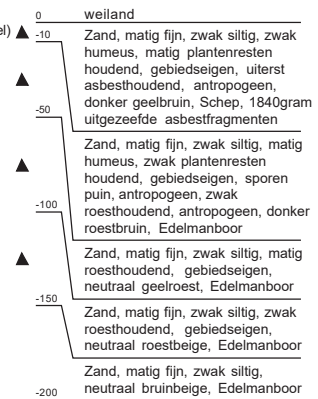 0 weiland
el)
-10
Zand, matig fijn, zwak siltig, zwak
humeus, matig plantenresten
houdend, gebiedseigen, uiterst
asbesthoudend, antropogeen,
donker geelbruin, Schep, 1840gram
uitgezeefde asbestfragmenten
-50
Zand, matig fijn, zwak siltig, matig
humeus, zwak plantenresten
houdend, gebiedseigen, sporen
puin, antropogeen, zwak
roesthoudend, antropogeen, donker
roestbruin, Edelmanboor
-100
Zand, matig fijn, zwak siltig, matig
roesthoudend, gebiedseigen,
neutraal geelroest, Edelmanboor
-150
Zand, matig fijn, zwak siltig, zwak
roesthoudend, gebiedseigen,
neutraal roestbeige, Edelmanboor
Zand, matig fijn, zwak siltig,
-200 neutraal bruinbeige, Edelmanboor